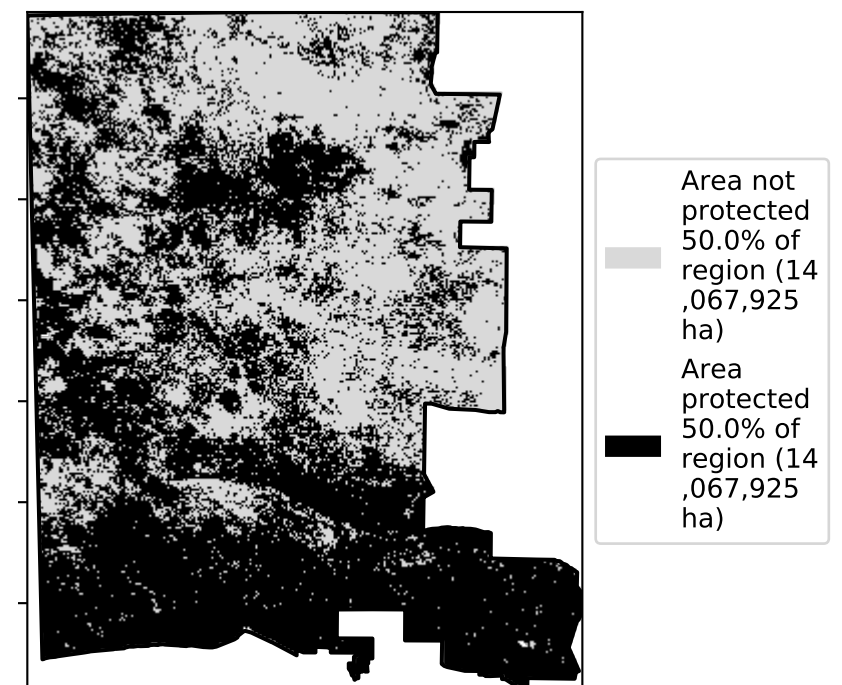 Area not
protected
50.0% of
region (14
,067,925
ha)
Area
protected
50.0% of
region (14
,067,925
ha)